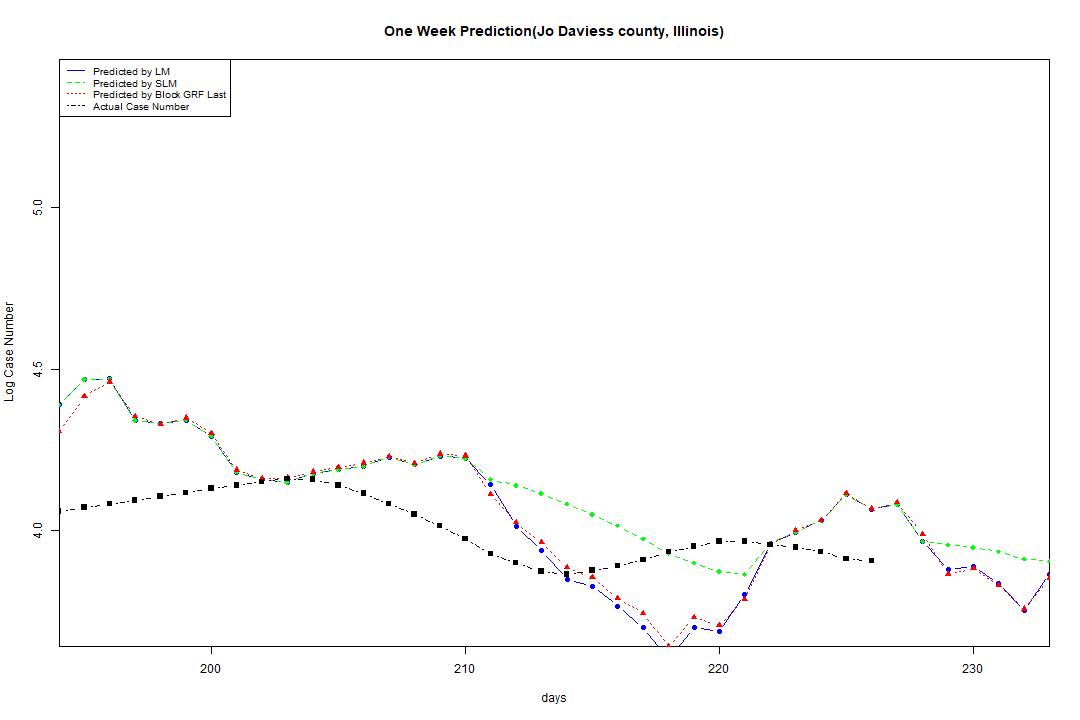 One Week Prediction(Jo Daviess county, Illinois)
Predicted by LM
Predicted by SLM
Predicted by Block GRF Last
Actual Case Number
Log Case Number
5.0
4.5
4.0
200
210
220
230
days